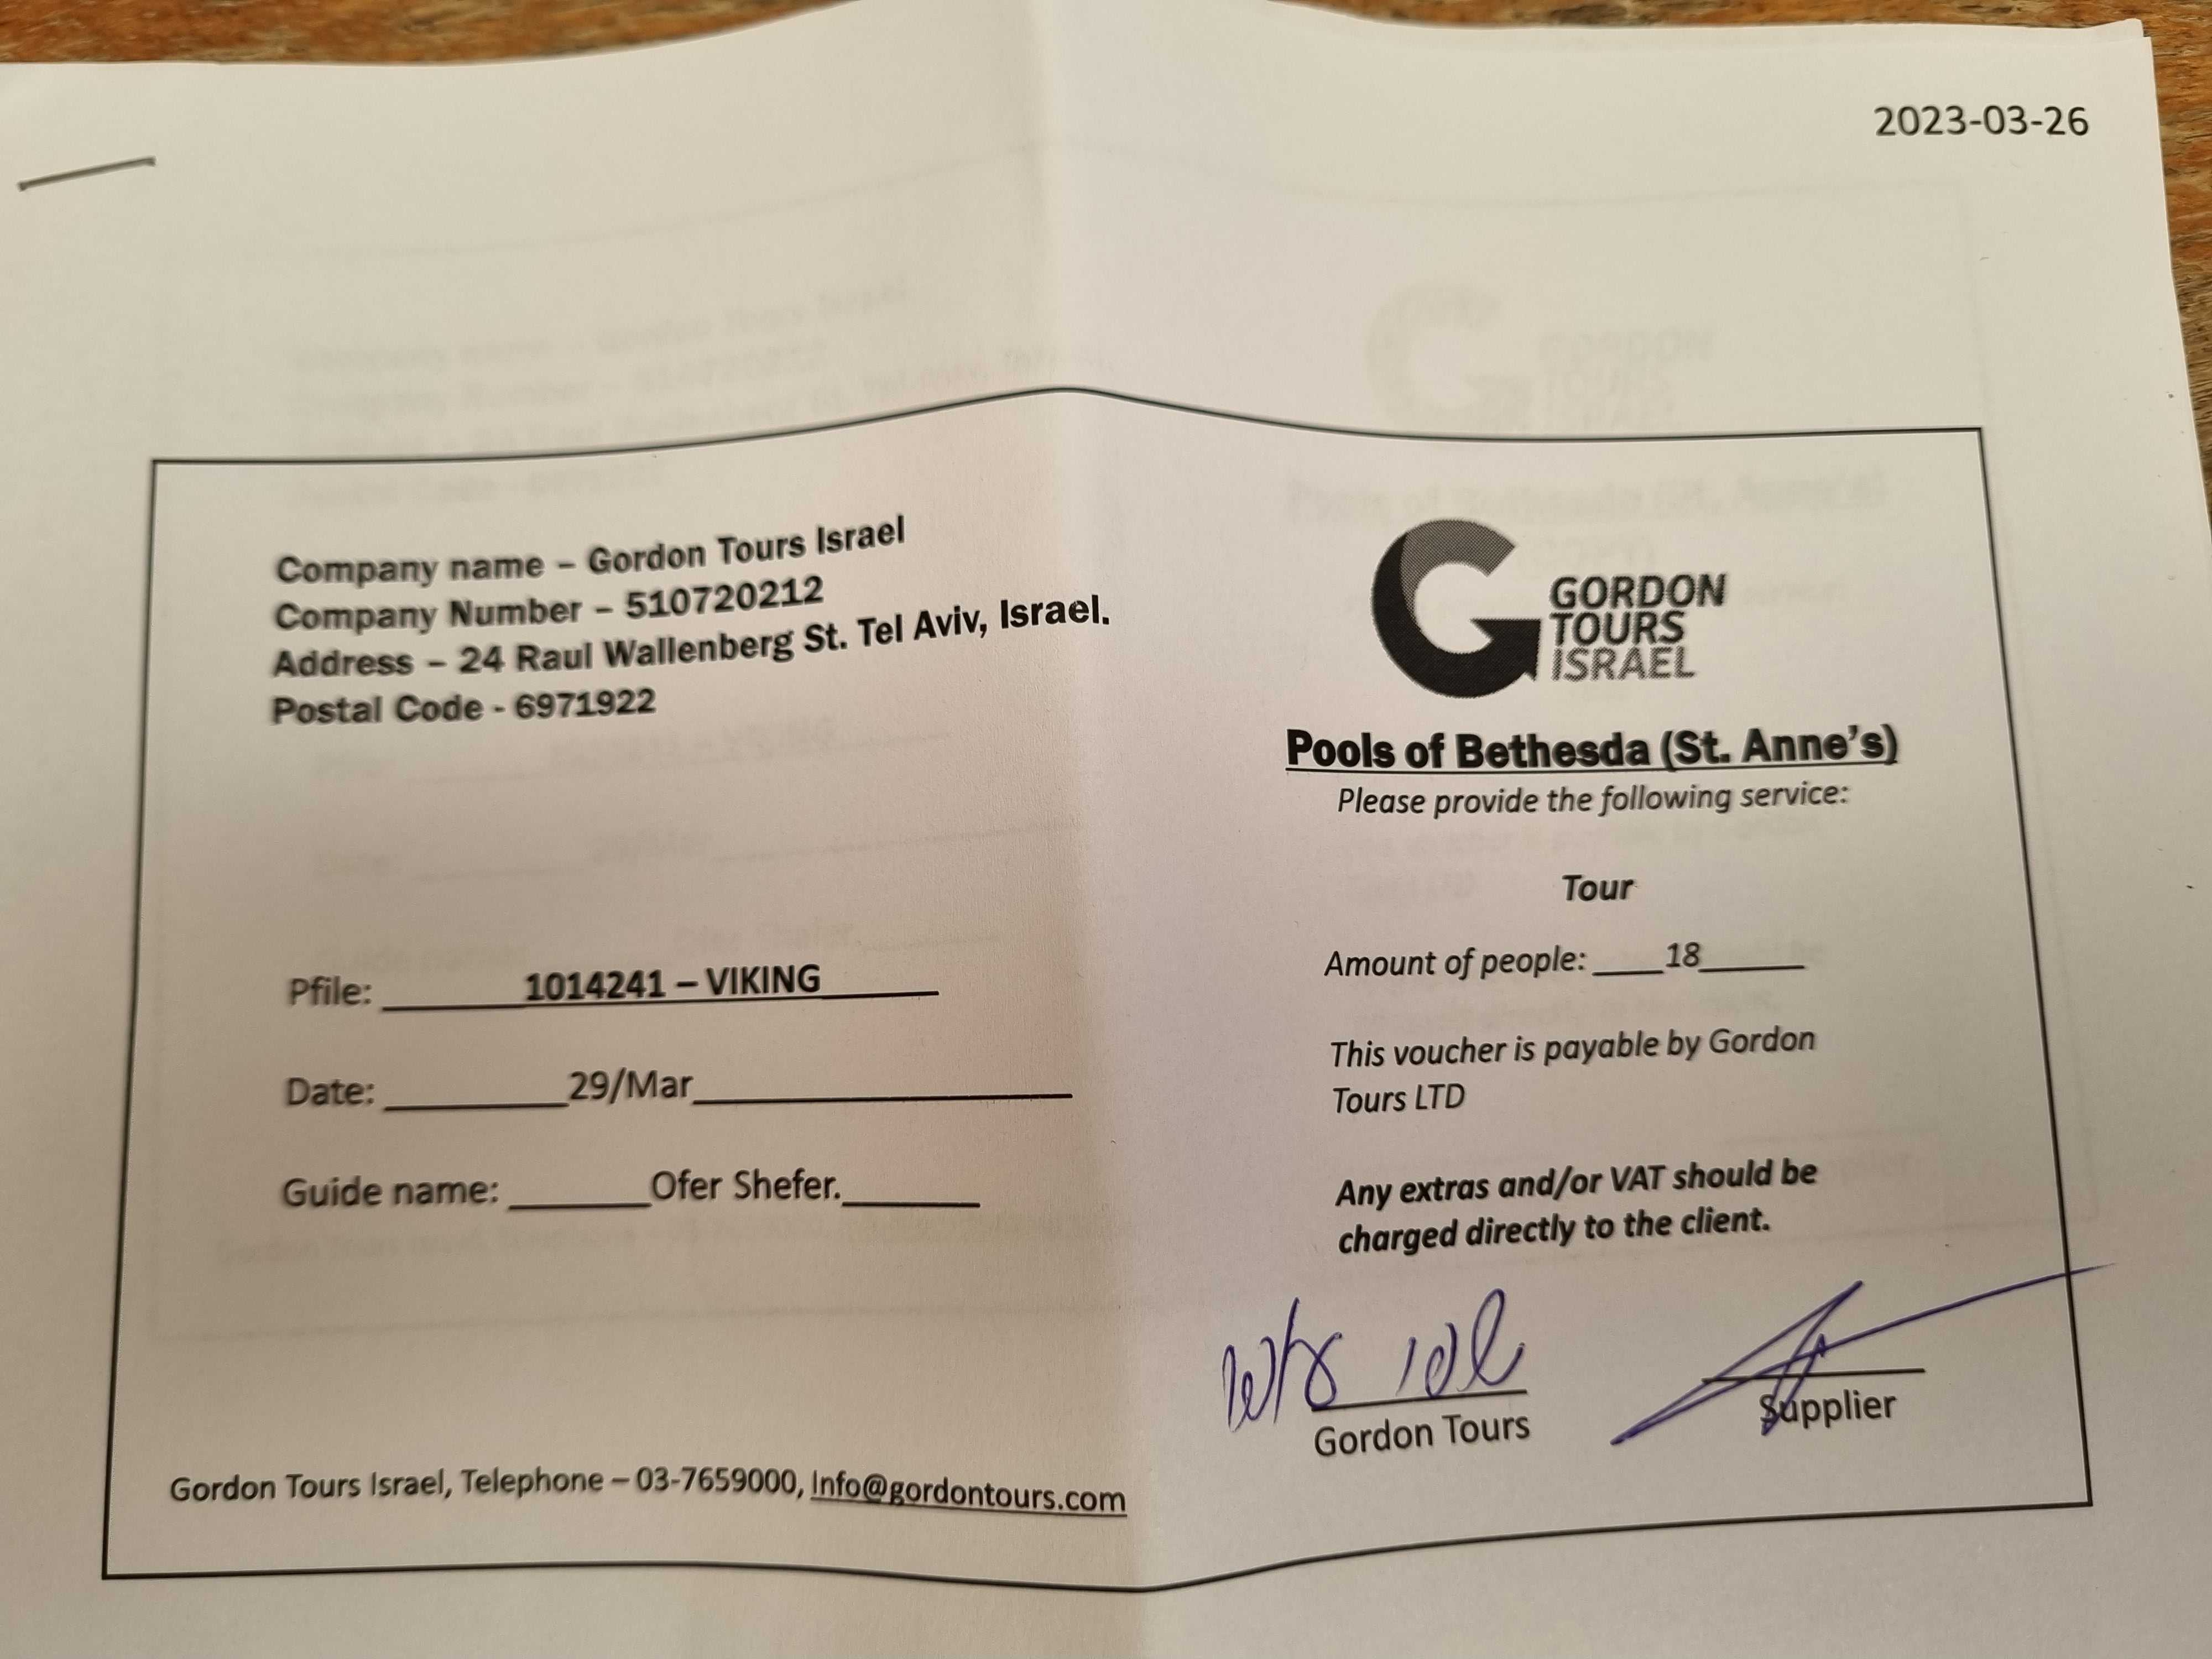 2023-03-26
Company name – Gordon Tours Israel
Company Number – 510720212
Address – 24 Raul Wallenberg St. Tel Aviv, Israel.
Postal Code - 6971922
Pfile: 1014241 – VIKING
Date: 29/Mar
Guide name: Ofer Shefer.
GORDON
TOURS
ISRAEL
Pools of Bethesda (St. Anne's)
Please provide the following service:
Tour
Amount of people: 18
This voucher is payable by Gordon
Tours LTD
Any extras and/or VAT should be
charged directly to the client.
Gordon Tours
Supplier
Gordon Tours Israel, Telephone – 03-7659000, Info@gordontours.com